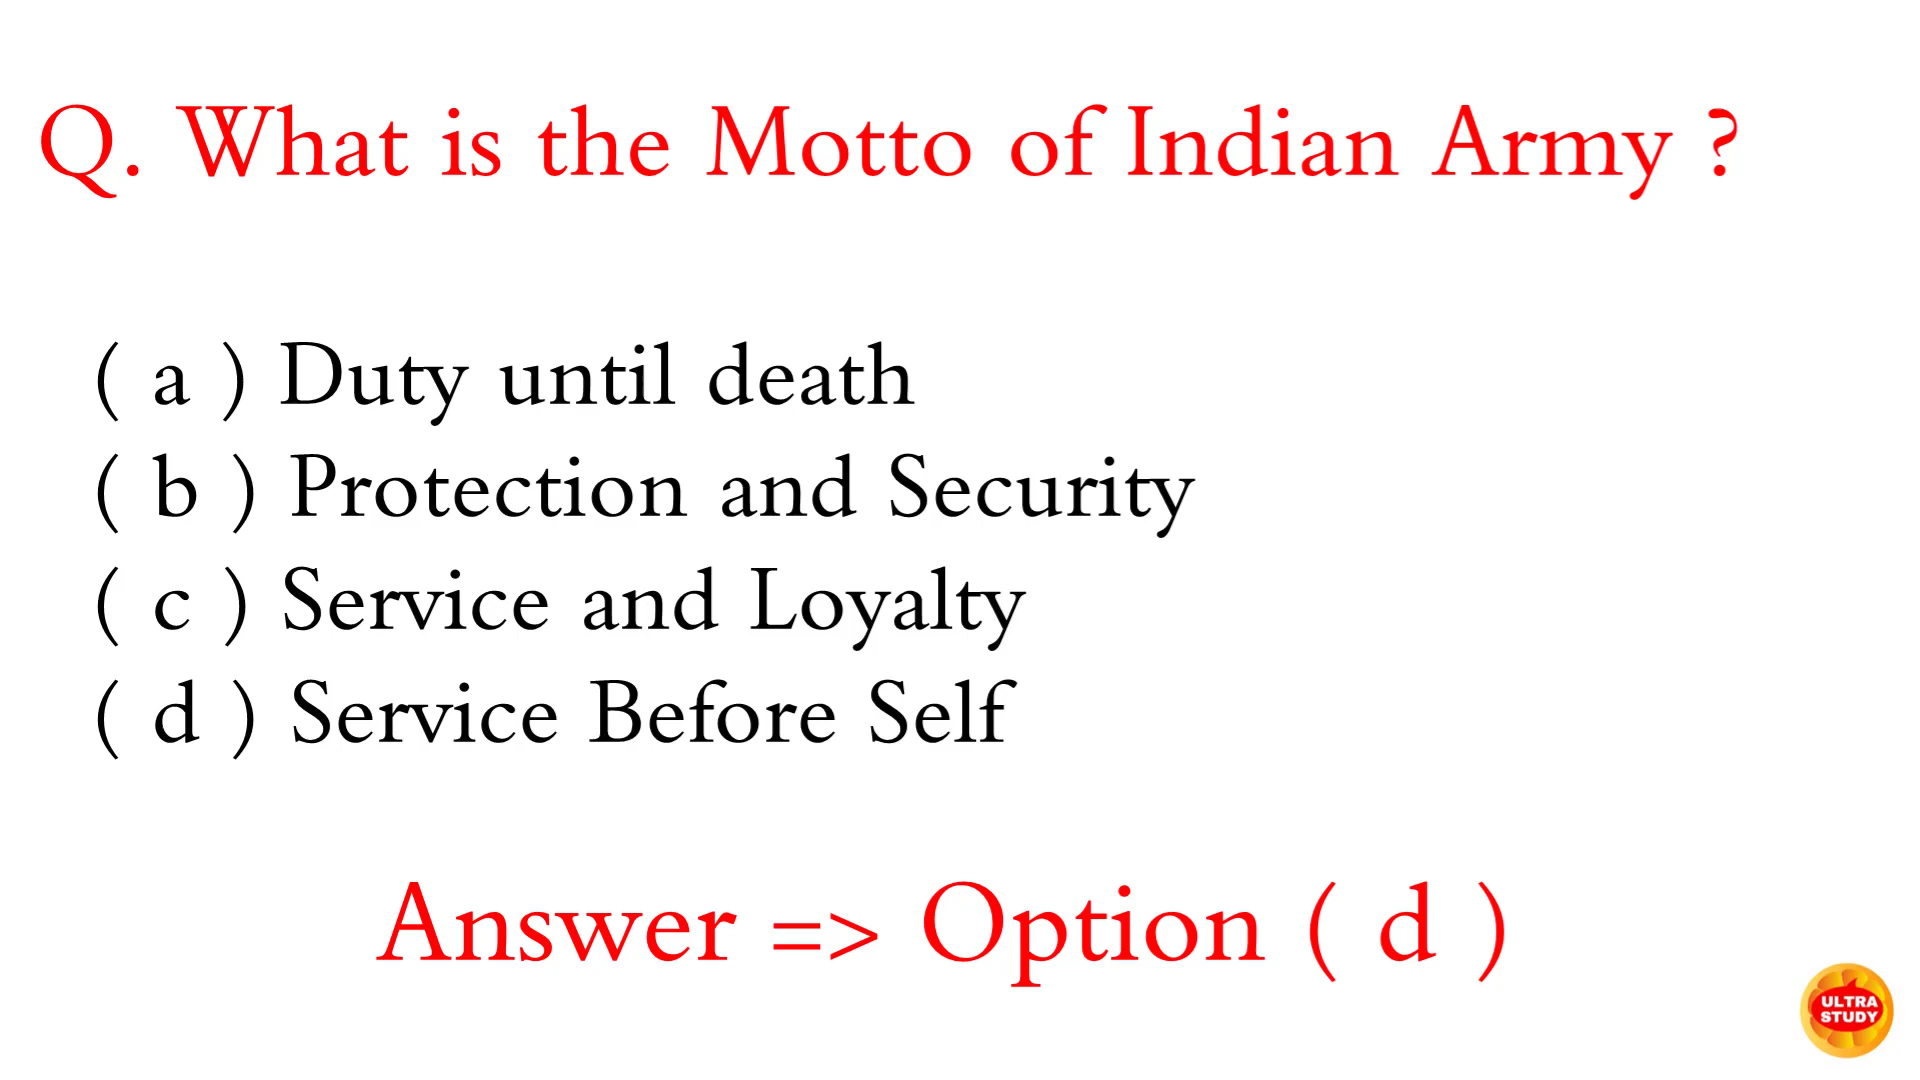 Q. What is the Motto of Indian Army ?
( a ) Duty until death
( b ) Protection and Security
( c ) Service and Loyalty
( d ) Service Before Self
Answer => Option ( d )
ULTRA
STUDY